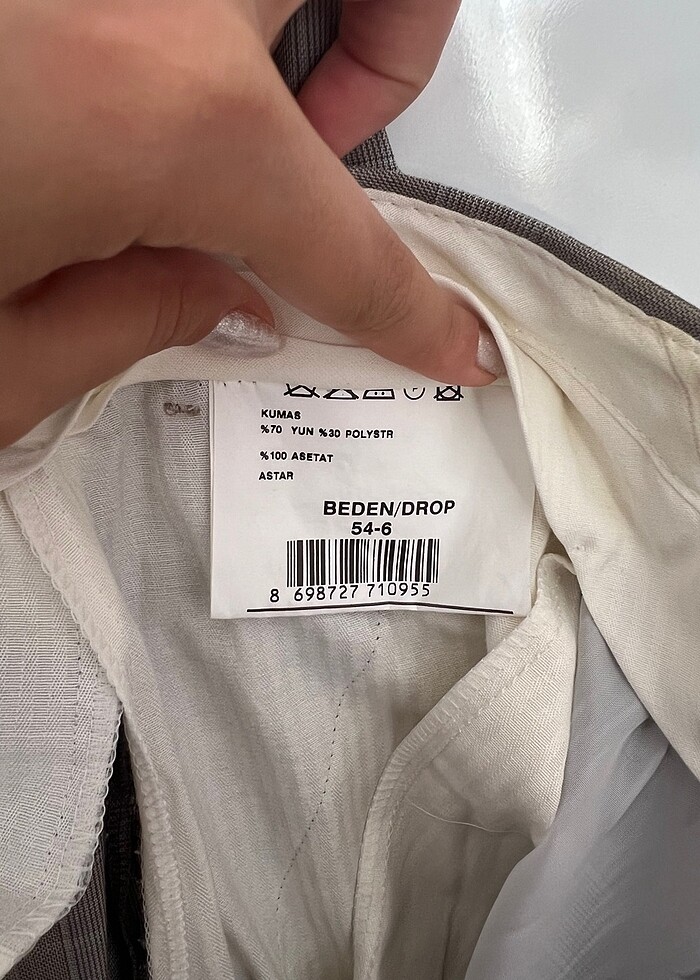 KUMAS
%70 YUN %30 POLYSTR
%100 ASETAT
ASTAR
BEDEN/DROP
54-6
8 698727 710955